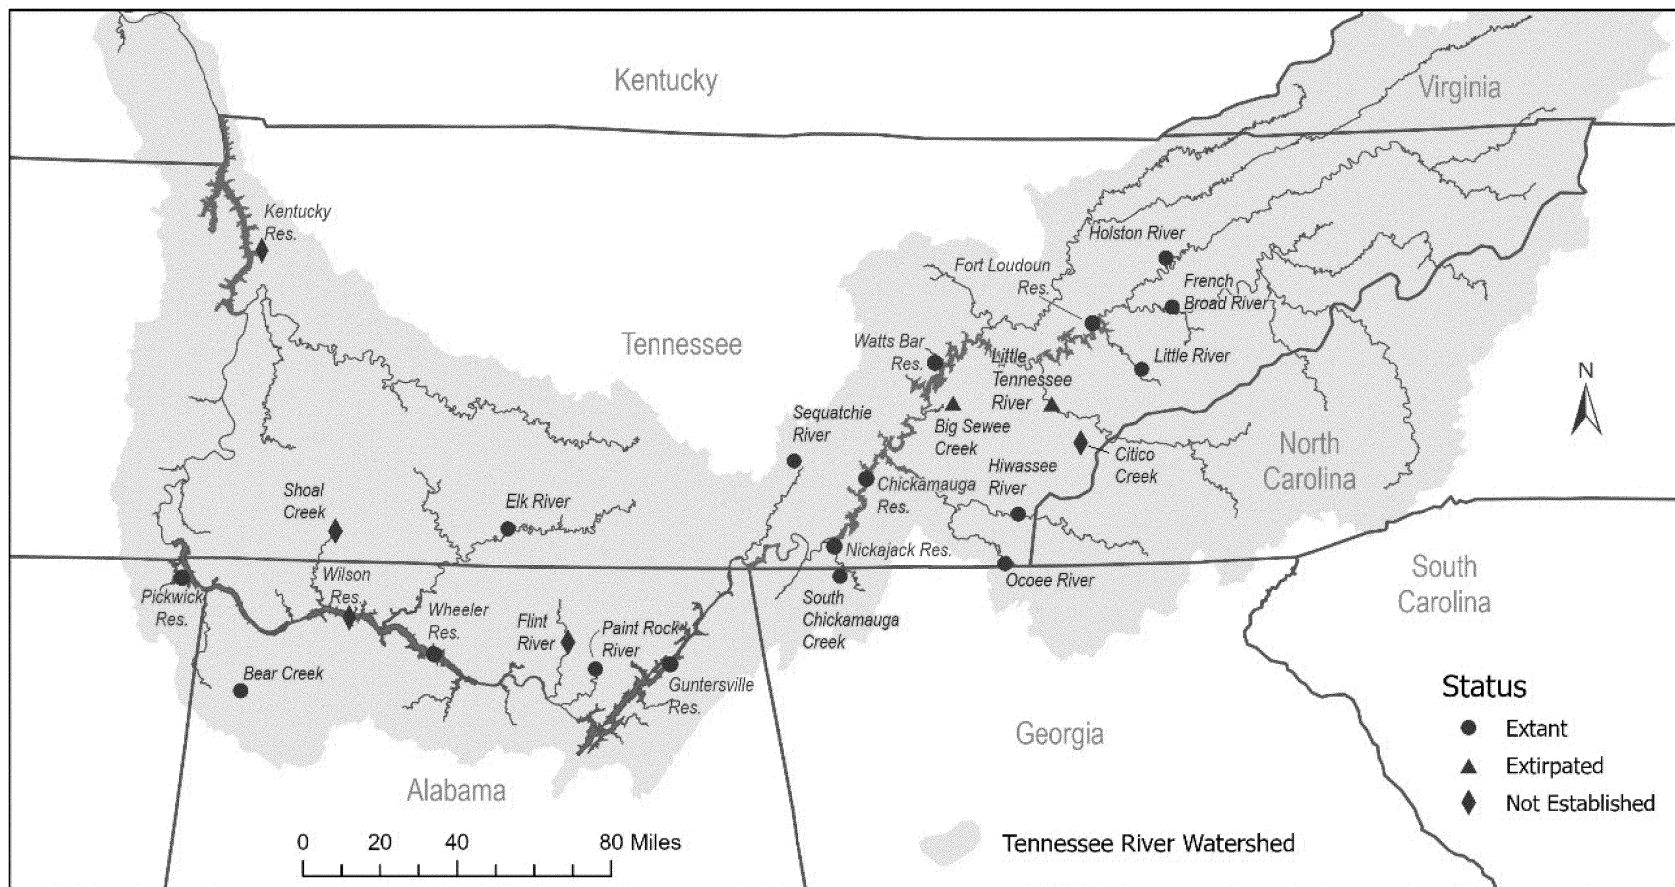 Kentucky
Virginia
Kentucky
Res.
Holston River
Fort Loudoun
Res.
French
Broad River
Tennessee
Watts Bar
Res.
Little
Tennessee
River
Little River
N
Sequatchie
River
Big Sewee
Creek
Citico
Creek
North
Carolina
Hiwassee
River
Chickamauga
Res.
Shoal
Creek
Elk River
Nickajack Res.
Ocoee River
South
Carolina
Wilson
Res.
Pickwick
Res.
Wheeler
Res.
Flint
River
Paint Rock
River
South
Chickamauga
Creek
Bear Creek
Guntersville
Res.
Georgia
Alabama
Status
Extant
Extirpated
Not Established
0 20 40 80 Miles
Tennessee River Watershed